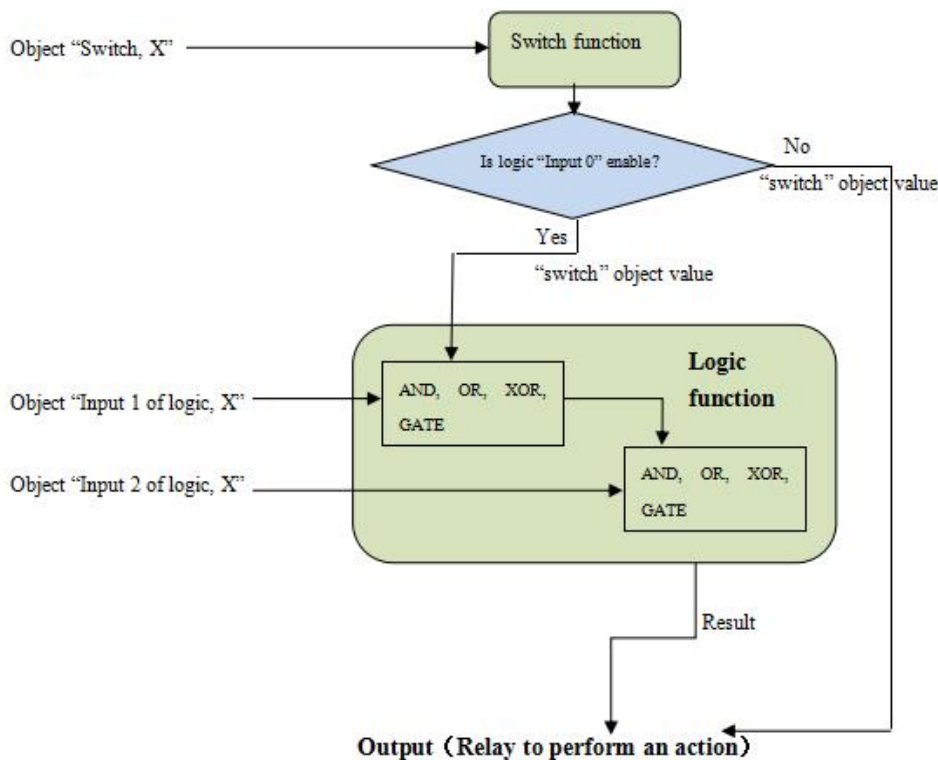 Switch function
Object “Switch, X”
Is logic “Input 0” enable?
No
“switch” object value
Yes
“switch” object value
Logic
function
AND, OR, XOR,
GATE
Object “Input 1 of logic, X”
AND, OR, XOR,
GATE
Object “Input 2 of logic, X”
Result
Output（Relay to perform an action）